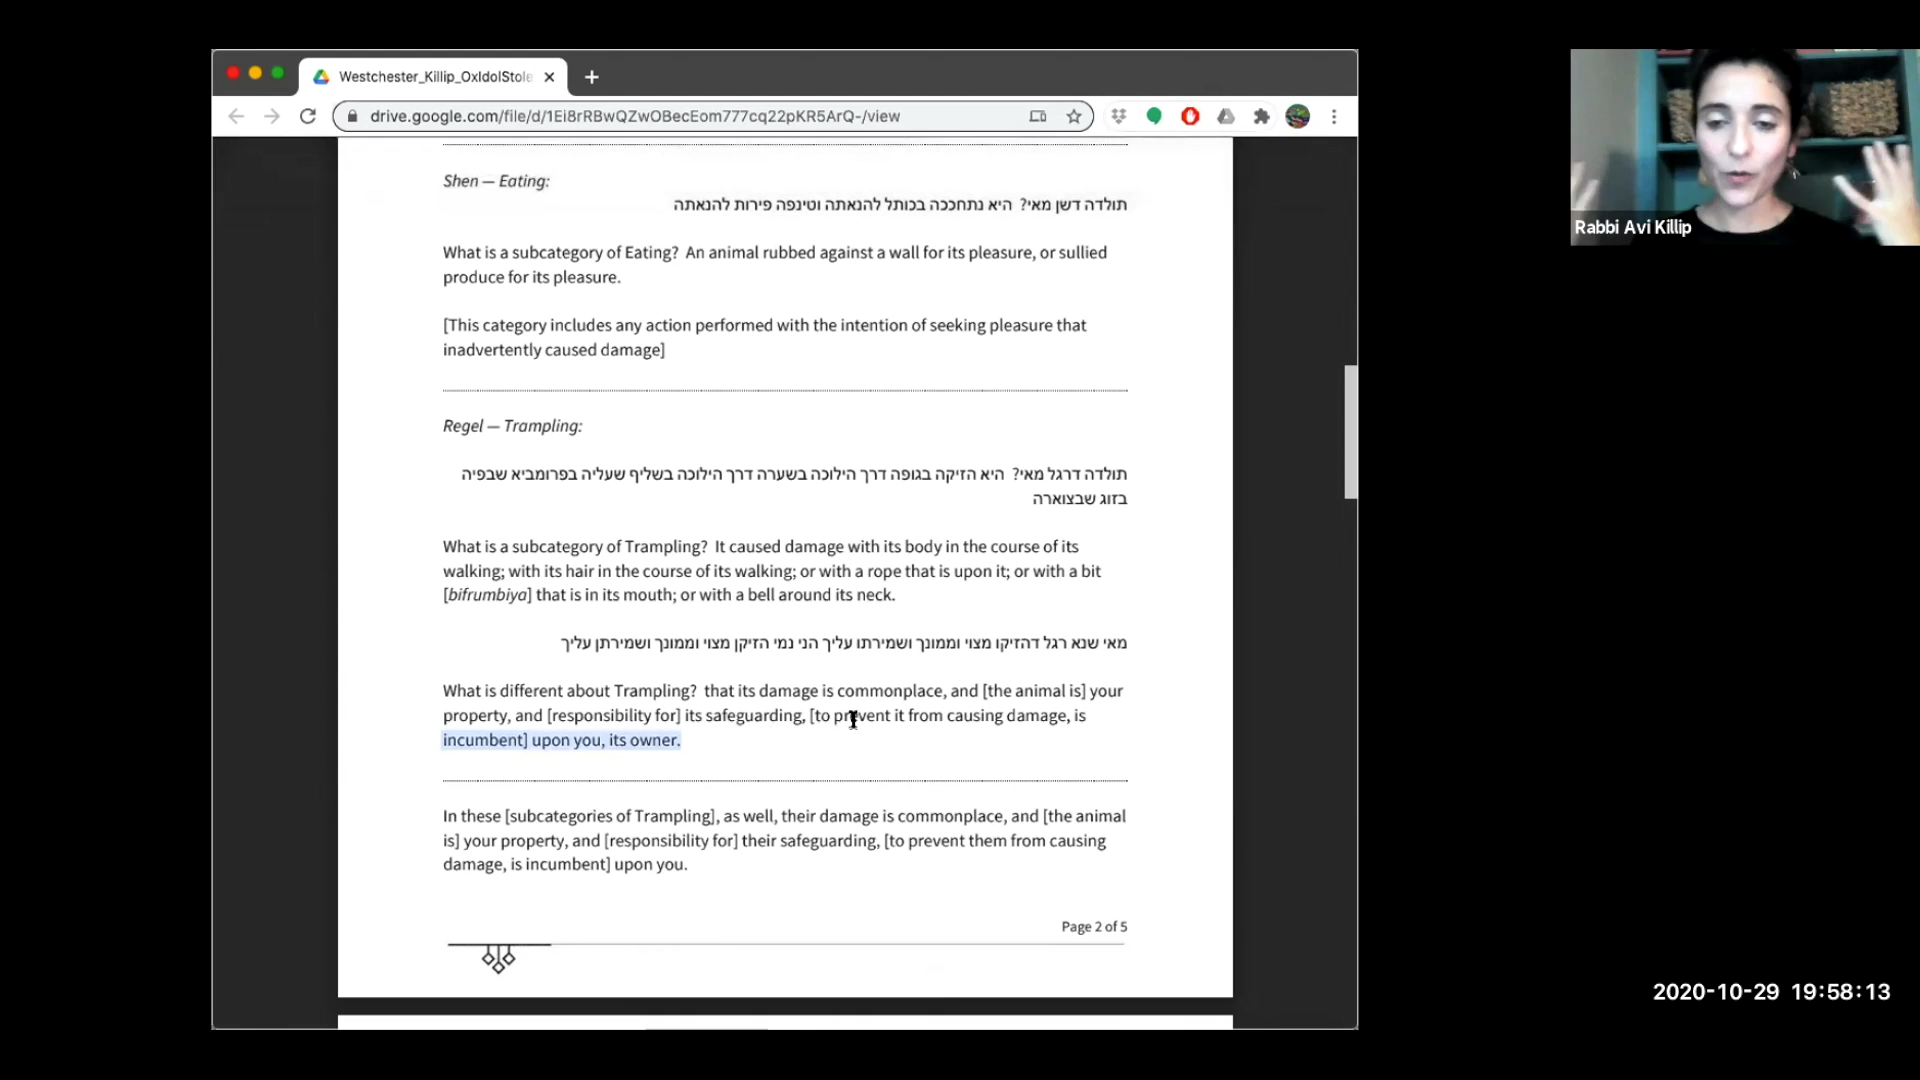 Westchester_Killip_OxIdolStole
drive.google.com/file/d/1Ei8rRBwQZwOBecEom777cq22pKR5ArQ-/view
Shen — Eating:
תולדה דשן מאי? היא נתחככה בכותל להנאתה וטינפה פירות להנאתה
What is a subcategory of Eating? An animal rubbed against a wall for its pleasure, or sullied
produce for its pleasure.
[This category includes any action performed with the intention of seeking pleasure that
inadvertently caused damage]
Regel — Trampling:
תולדה דרגל מאי? היא הזיקה בגופה דרך הילוכה בשערה דרך הילוכה בשליף שעליה בפרומביא שבפיה
בזוג שבצוארה
What is a subcategory of Trampling? It caused damage with its body in the course of its
walking; with its hair in the course of its walking; or with a rope that is upon it; or with a bit
[bifrumbiya] that is in its mouth; or with a bell around its neck.
מאי שנא רגל דהזיקו מצוי וממונך ושמירתו עליך הני נמי הזיקן מצוי וממונך ושמירתן עליך
What is different about Trampling? that its damage is commonplace, and [the animal is] your
property, and [responsibility for] its safeguarding, [to prevent it from causing damage, is
incumbent] upon you, its owner.
In these [subcategories of Trampling], as well, their damage is commonplace, and [the animal
is] your property, and [responsibility for] their safeguarding, [to prevent them from causing
damage, is incumbent] upon you.
Page 2 of 5
Rabbi Avi Killip
2020-10-29 19:58:13